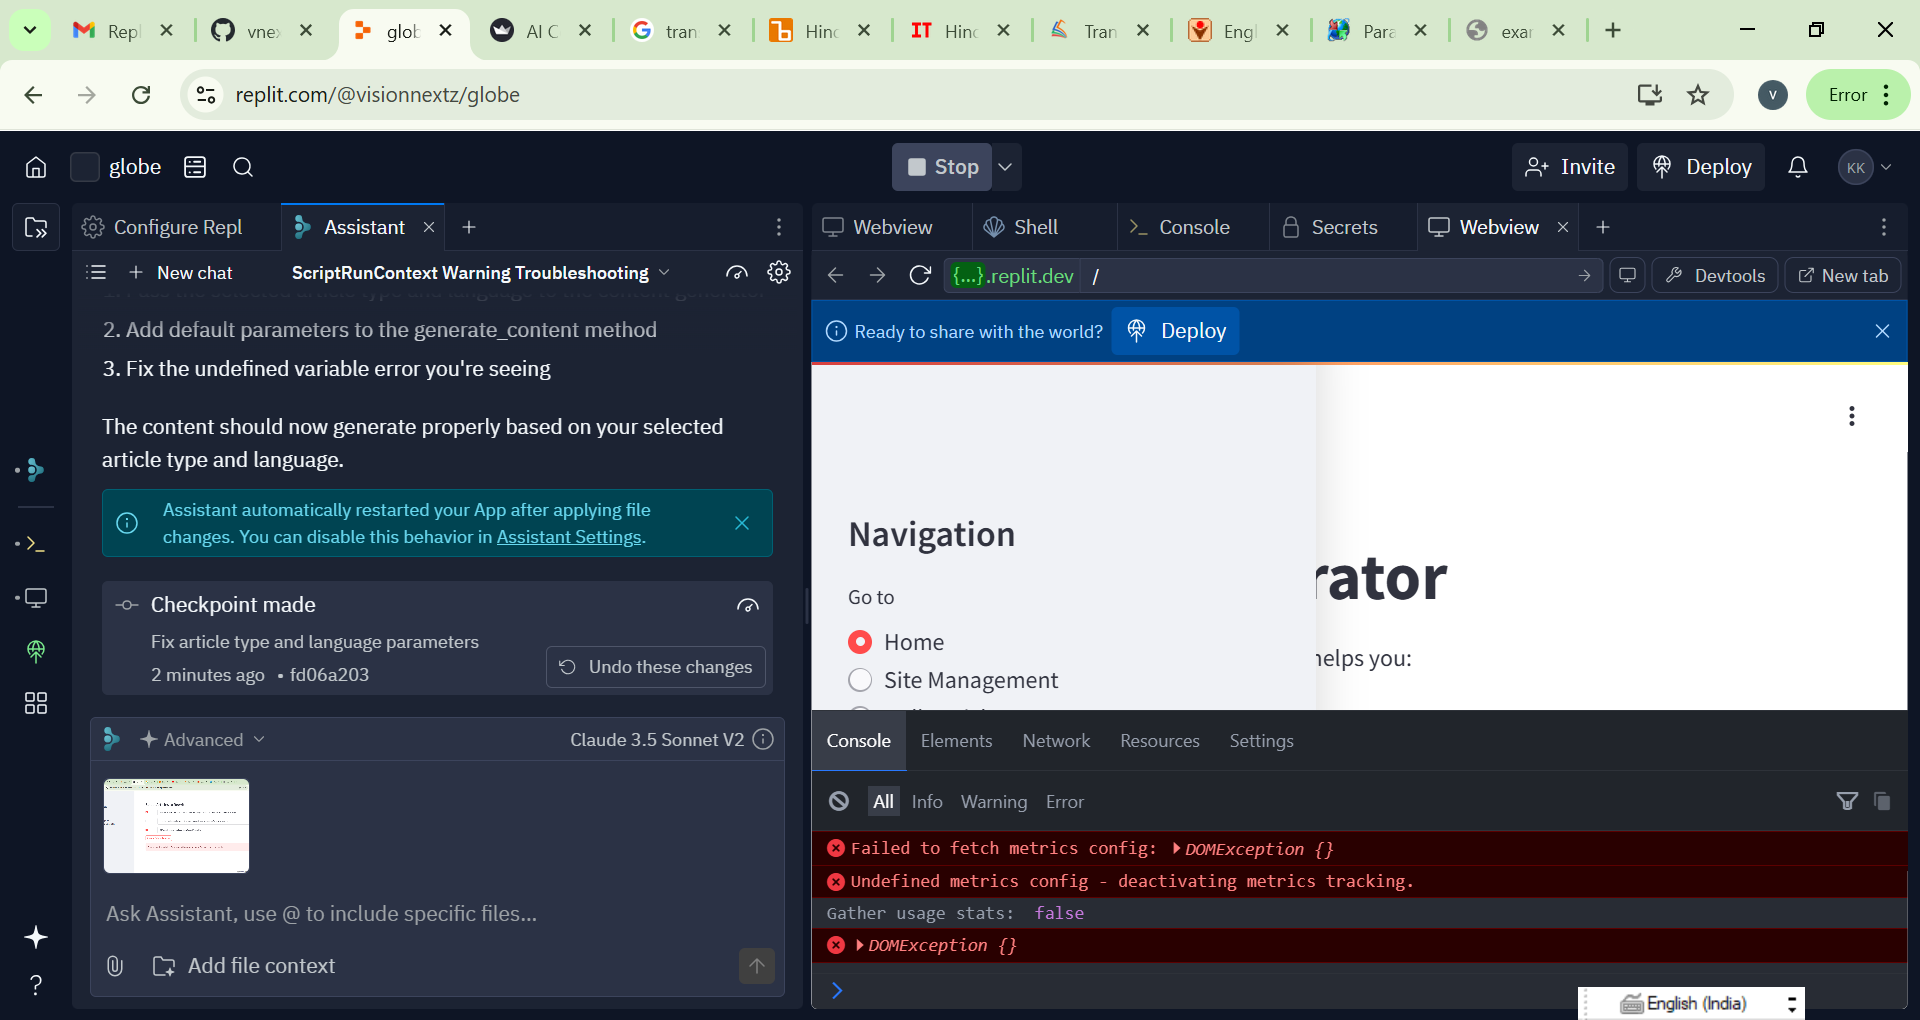 Repl
vnex
glob
AI C
tran
Hind
Hind
Tran
Engl
Para
exar
replit.com/@visionnextz/globe
V
Error
globe
Stop
Invite
Deploy
KK
Configure Repl
Assistant
Webview
Shell
Console
Secrets
Webview
New chat
ScriptRunContext Warning Troubleshooting
{...}.replit.dev /
Devtools
New tab
2. Add default parameters to the generate_content method
3. Fix the undefined variable error you're seeing
The content should now generate properly based on your selected
article type and language.
Assistant automatically restarted your App after applying file
changes. You can disable this behavior in Assistant Settings.
Checkpoint made
Fix article type and language parameters
2 minutes ago • fd06a203
Undo these changes
Advanced
Claude 3.5 Sonnet V2
Ask Assistant, use @ to include specific files...
Add file context
Ready to share with the world?
Deploy
Navigation
Go to
Home
Site Management
rator
helps you:
Console
Elements
Network
Resources
Settings
All
Info
Warning
Error
Failed to fetch metrics config: DOMException {}
Undefined metrics config - deactivating metrics tracking.
Gather usage stats: false
DOMException {}
English (India)